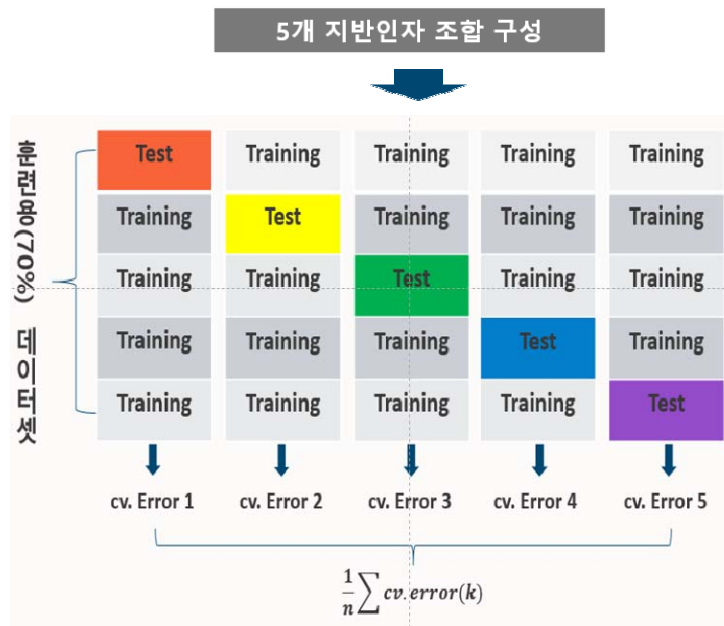 5개 지반인자 조합 구성
훈련용(70%) 데이터셋
Test Training Training Training Training
Training Test Training Training Training
Training Training Test Training Training
Training Training Training Test Training
Training Training Training Training Test
cv. Error 1 cv. Error 2 cv. Error 3 cv. Error 4 cv. Error 5
1/n ∑ cv.error(k)